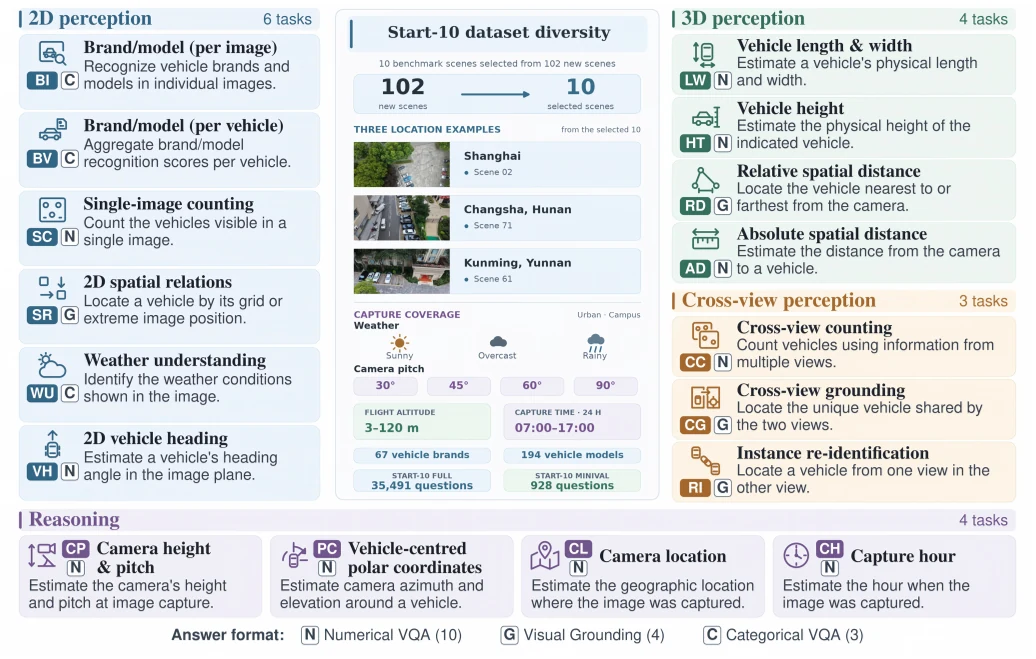 2D perception 6 tasks
Brand/model (per image)
Recognize vehicle brands and
BI C models in individual images.
Brand/model (per vehicle)
Aggregate brand/model
BV C recognition scores per vehicle.
Single-image counting
Count the vehicles visible in a
SC N single image.
2D spatial relations
Locate a vehicle by its grid or
SR G extreme image position.
Weather understanding
Identify the weather conditions
WU C shown in the image.
2D vehicle heading
Estimate a vehicle's heading
VH N angle in the image plane.
Start-10 dataset diversity
10 benchmark scenes selected from 102 new scenes
102 10
new scenes selected scenes
THREE LOCATION EXAMPLES from the selected 10
Shanghai
• Scene 02
Changsha, Hunan
• Scene 71
Kunming, Yunnan
• Scene 61
CAPTURE COVERAGE Urban · Campus
Weather
Sunny Overcast Rainy
Camera pitch
30° 45° 60° 90°
FLIGHT ALTITUDE CAPTURE TIME · 24 H
3–120 m 07:00–17:00
67 vehicle brands 194 vehicle models
START-10 FULL START-10 MINIVAL
35,491 questions 928 questions
3D perception 4 tasks
Vehicle length & width
Estimate a vehicle's physical length
LW N and width.
Vehicle height
Estimate the physical height of the
HT N indicated vehicle.
Relative spatial distance
Locate the vehicle nearest to or
RD G farthest from the camera.
Absolute spatial distance
Estimate the distance from the camera
AD N to a vehicle.
Cross-view perception 3 tasks
Cross-view counting
Count vehicles using information from
CC N multiple views.
Cross-view grounding
Locate the unique vehicle shared by
CG G the two views.
Instance re-identification
Locate a vehicle from one view in the
RI G other view.
Reasoning 4 tasks
CP N Camera height
& pitch
Estimate the camera's height
and pitch at image capture.
PC N Vehicle-centred
polar coordinates
Estimate camera azimuth and
elevation around a vehicle.
CL N Camera location
Estimate the geographic location
where the image was captured.
CH N Capture hour
Estimate the hour when the
image was captured.
Answer format: N Numerical VQA (10) G Visual Grounding (4) C Categorical VQA (3)